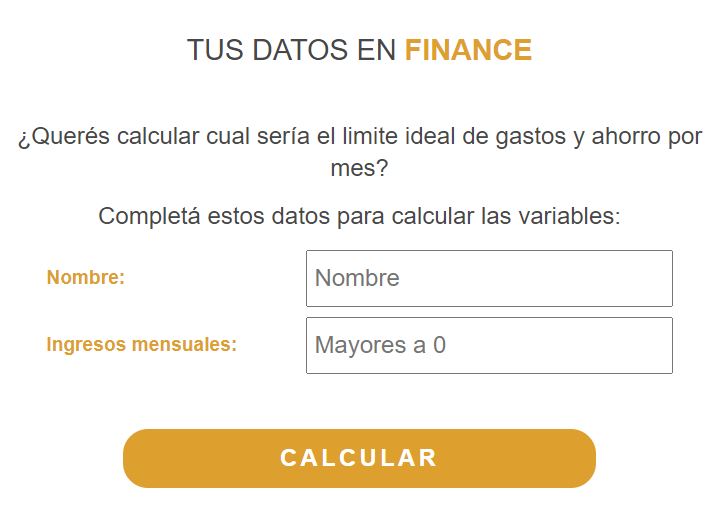 TUS DATOS EN FINANCE
¿Querés calcular cual sería el limite ideal de gastos y ahorro por
mes?
Completá estos datos para calcular las variables:
Nombre: Nombre
Ingresos mensuales: Mayores a 0
CALCULAR